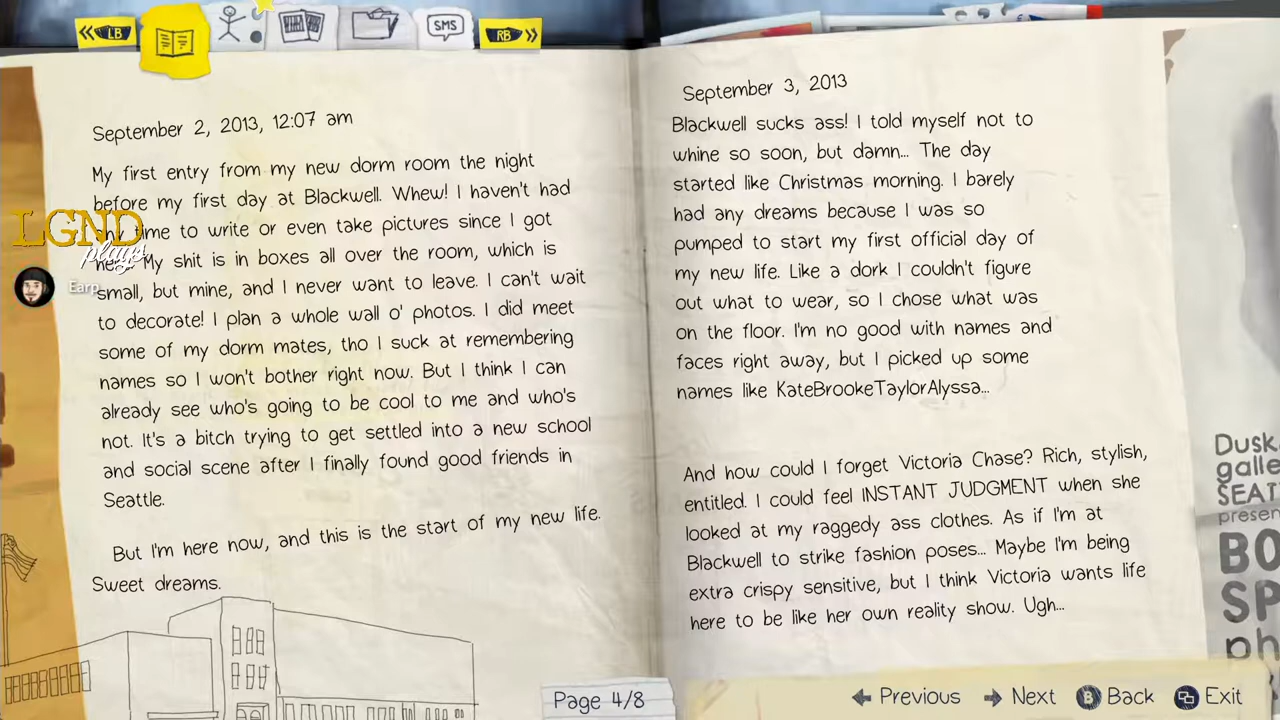 LB
SMS
RB
September 2, 2013, 12:07 am
My first entry from my new dorm room the night
before my first day at Blackwell. Whew! I haven't had
any time to write or even take pictures since I got
here. My shit is in boxes all over the room, which is
small, but mine, and I never want to leave. I can't wait
to decorate! I plan a whole wall o' photos. I did meet
some of my dorm mates, tho I suck at remembering
names so I won't bother right now. But I think I can
already see who's going to be cool to me and who's
not. It's a bitch trying to get settled into a new school
and social scene after I finally found good friends in
Seattle.
But I'm here now, and this is the start of my new life.
Sweet dreams.
LGND
plays
Earp
September 3, 2013
Blackwell sucks ass! I told myself not to
whine so soon, but damn... The day
started like Christmas morning. I barely
had any dreams because I was so
pumped to start my first official day of
my new life. Like a dork I couldn't figure
out what to wear, so I chose what was
on the floor. I'm no good with names and
faces right away, but I picked up some
names like KateBrookeTaylorAlyssa...
And how could I forget Victoria Chase? Rich, stylish,
entitled. I could feel INSTANT JUDGMENT when she
looked at my raggedy ass clothes. As if I'm at
Blackwell to strike fashion poses... Maybe I'm being
extra crispy sensitive, but I think Victoria wants life
here to be like her own reality show. Ugh...
Dusk
galle
SEAT
presen
BO
SP
ph
Page 4/8
Previous
Next
B Back
Exit